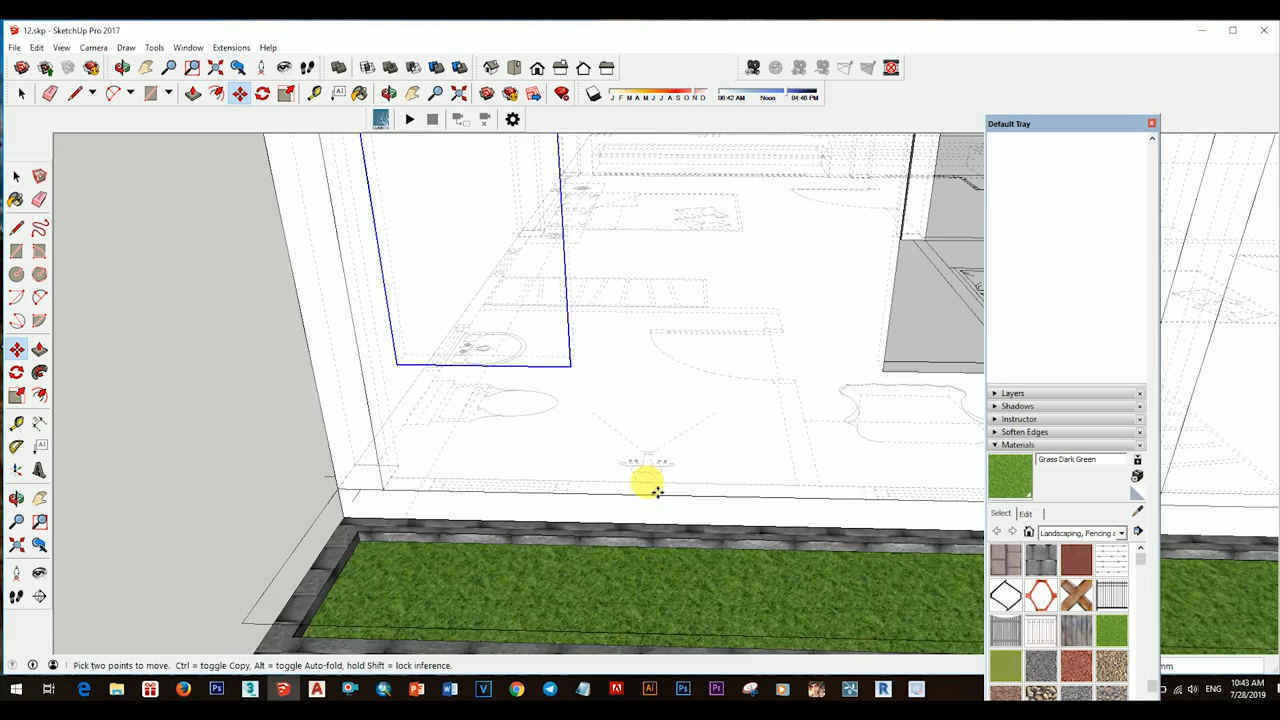 12.skp - SketchUp Pro 2017
File Edit View Camera Draw Tools Window Extensions Help
J F M A M J J A S O N D
06:42 AM Noon 04:46 PM
Default Tray
Layers
Shadows
Instructor
Soften Edges
Materials
Grass Dark Green
Select Edit
Landscaping, Fencing a
Pick two points to move. Ctrl = toggle Copy, Alt = toggle Auto fold, hold Shift = lock inference.
mm
ENG
10:43 AM
7/28/2019